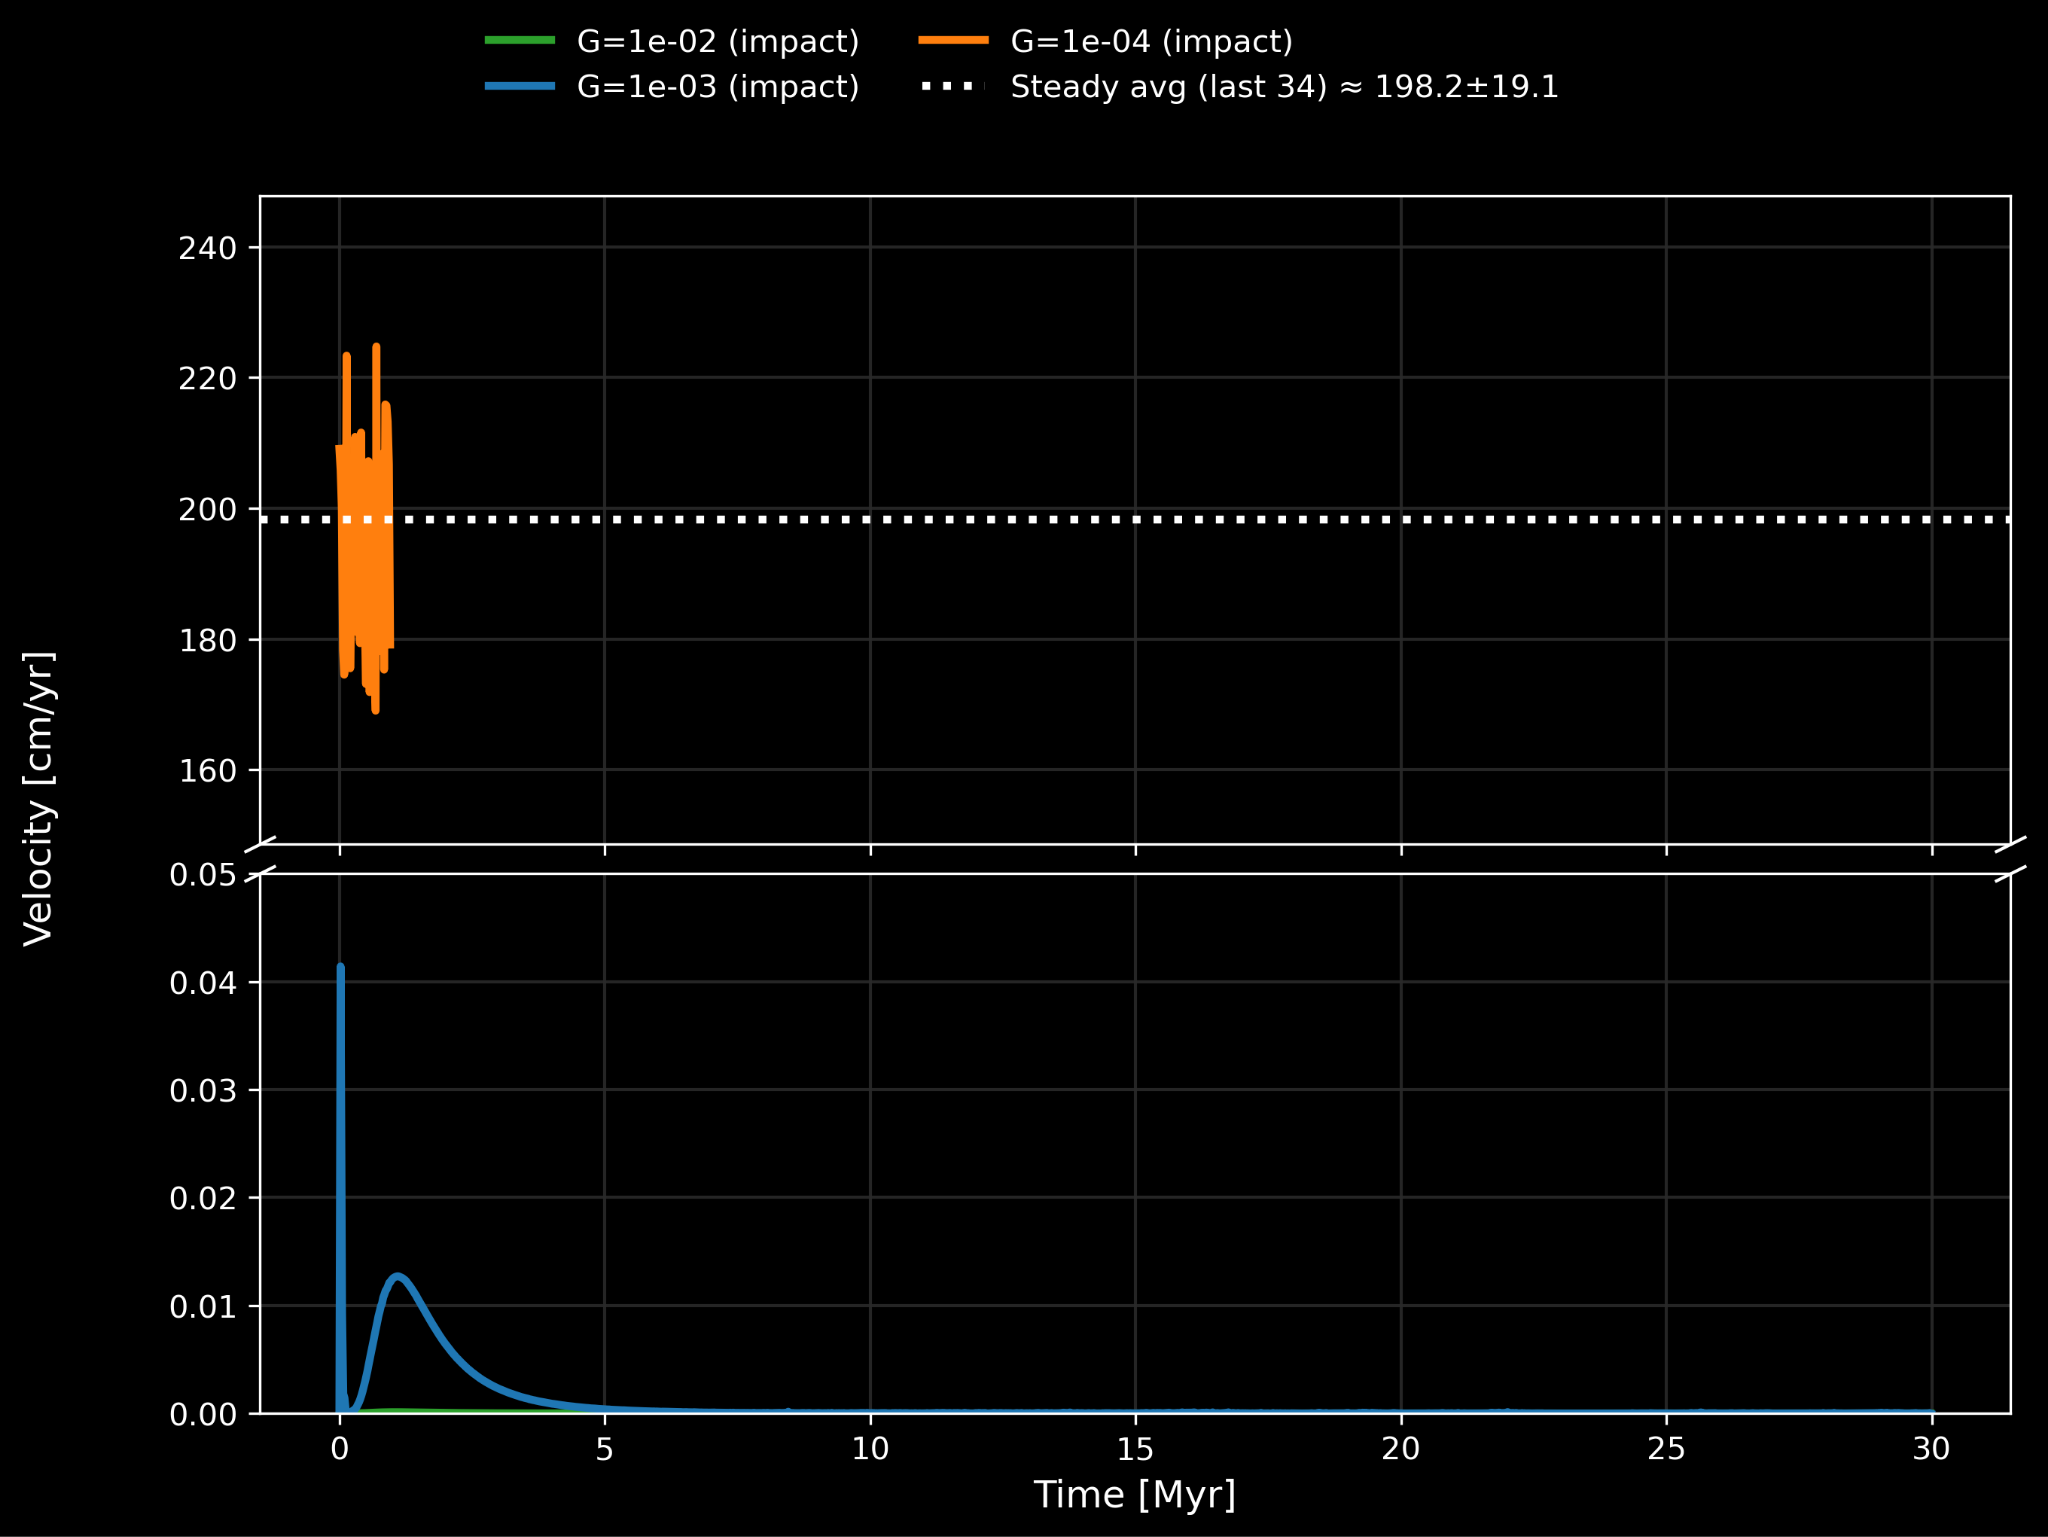 G=1e-02 (impact)
G=1e-03 (impact)
G=1e-04 (impact)
Steady avg (last 34) ≈ 198.2±19.1
Velocity [cm/yr]
240
220
200
180
160
0.05
0.04
0.03
0.02
0.01
0.00
0 5 10 15 20 25 30
Time [Myr]